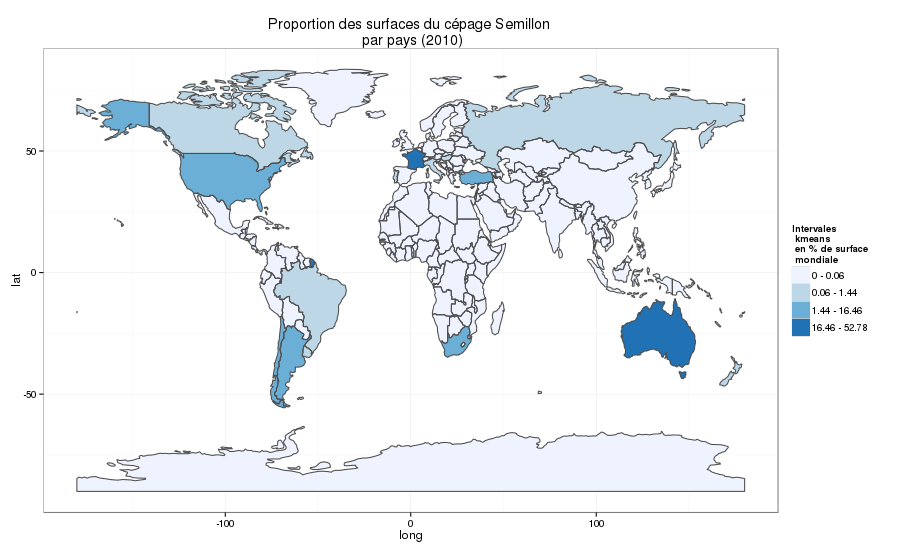 Proportion des surfaces du cépage Semillon
par pays (2010)
50
0
-50
lat
-100
0
100
long
Intervales
kmeans
en % de surface
mondiale
0 - 0.06
0.06 - 1.44
1.44 - 16.46
16.46 - 52.78